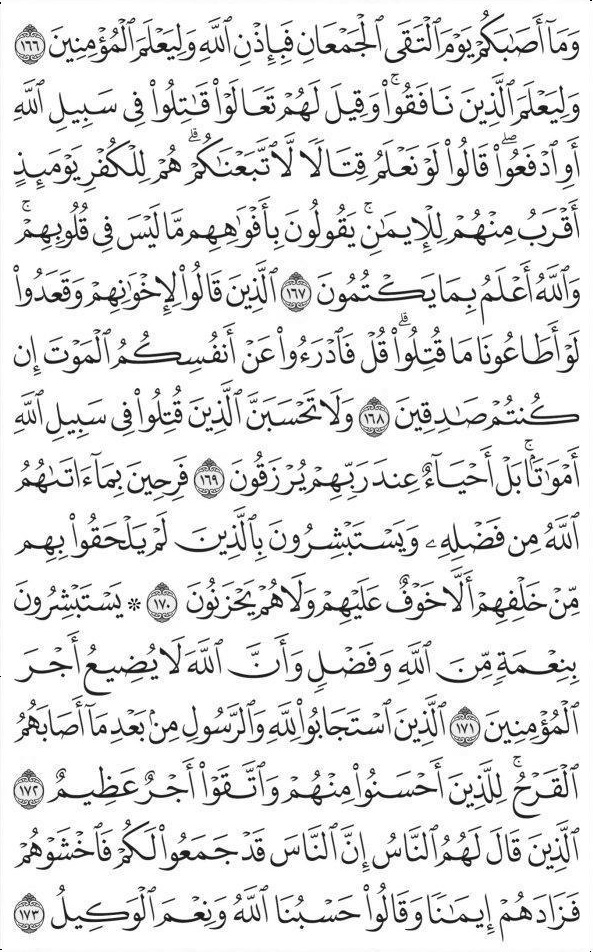 وَمَآ أَصَٰبَكُمْ يَوْمَ ٱلْتَقَى ٱلْجَمْعَانِ فَبِإِذْنِ ٱللَّهِ وَلِيَعْلَمَ ٱلْمُؤْمِنِينَ ١٦٦
وَلِيَعْلَمَ ٱلَّذِينَ نَافَقُوا۟ۚ وَقِيلَ لَهُمْ تَعَالَوْا۟ قَٰتِلُوا۟ فِى سَبِيلِ ٱللَّهِ
أَوِ ٱدْفَعُوا۟ۖ قَالُوا۟ لَوْ نَعْلَمُ قِتَالًا لَّٱتَّبَعْنَٰكُمْۗ هُمْ لِلْكُفْرِ يَوْمَئِذٍ
أَقْرَبُ مِنْهُمْ لِلْإِيمَٰنِۚ يَقُولُونَ بِأَفْوَٰهِهِم مَّا لَيْسَ فِى قُلُوبِهِمْۚ
وَٱللَّهُ أَعْلَمُ بِمَا يَكْتُمُونَ ١٦٧ ٱلَّذِينَ قَالُوا۟ لِإِخْوَٰنِهِمْ وَقَعَدُوا۟
لَوْ أَطَاعُونَا مَا قُتِلُوا۟ۗ قُلْ فَٱدْرَءُوا۟ عَنْ أَنفُسِكُمُ ٱلْمَوْتَ إِن
كُنتُمْ صَٰدِقِينَ ١٦٨ وَلَا تَحْسَبَنَّ ٱلَّذِينَ قُتِلُوا۟ فِى سَبِيلِ ٱللَّهِ
أَمْوَٰتًۢاۚ بَلْ أَحْيَآءٌ عِندَ رَبِّهِمْ يُرْزَقُونَ ١٦٩ فَرِحِينَ بِمَآ ءَاتَىٰهُمُ
ٱللَّهُ مِن فَضْلِهِۦ وَيَسْتَبْشِرُونَ بِٱلَّذِينَ لَمْ يَلْحَقُوا۟ بِهِم
مِّنْ خَلْفِهِمْ أَلَّا خَوْفٌ عَلَيْهِمْ وَلَا هُمْ يَحْزَنُونَ ١٧٠ * يَسْتَبْشِرُونَ
بِنِعْمَةٍ مِّنَ ٱللَّهِ وَفَضْلٍ وَأَنَّ ٱللَّهَ لَا يُضِيعُ أَجْرَ
ٱلْمُؤْمِنِينَ ١٧١ ٱلَّذِينَ ٱسْتَجَابُوا۟ لِلَّهِ وَٱلرَّسُولِ مِنۢ بَعْدِ مَآ أَصَابَهُمُ
ٱلْقَرْحُۚ لِلَّذِينَ أَحْسَنُوا۟ مِنْهُمْ وَٱتَّقَوْا۟ أَجْرٌ عَظِيمٌ ١٧٢
ٱلَّذِينَ قَالَ لَهُمُ ٱلنَّاسُ إِنَّ ٱلنَّاسَ قَدْ جَمَعُوا۟ لَكُمْ فَٱخْشَوْهُمْ
فَزَادَهُمْ إِيمَٰنًا وَقَالُوا۟ حَسْبُنَا ٱللَّهُ وَنِعْمَ ٱلْوَكِيلُ ١٧٣